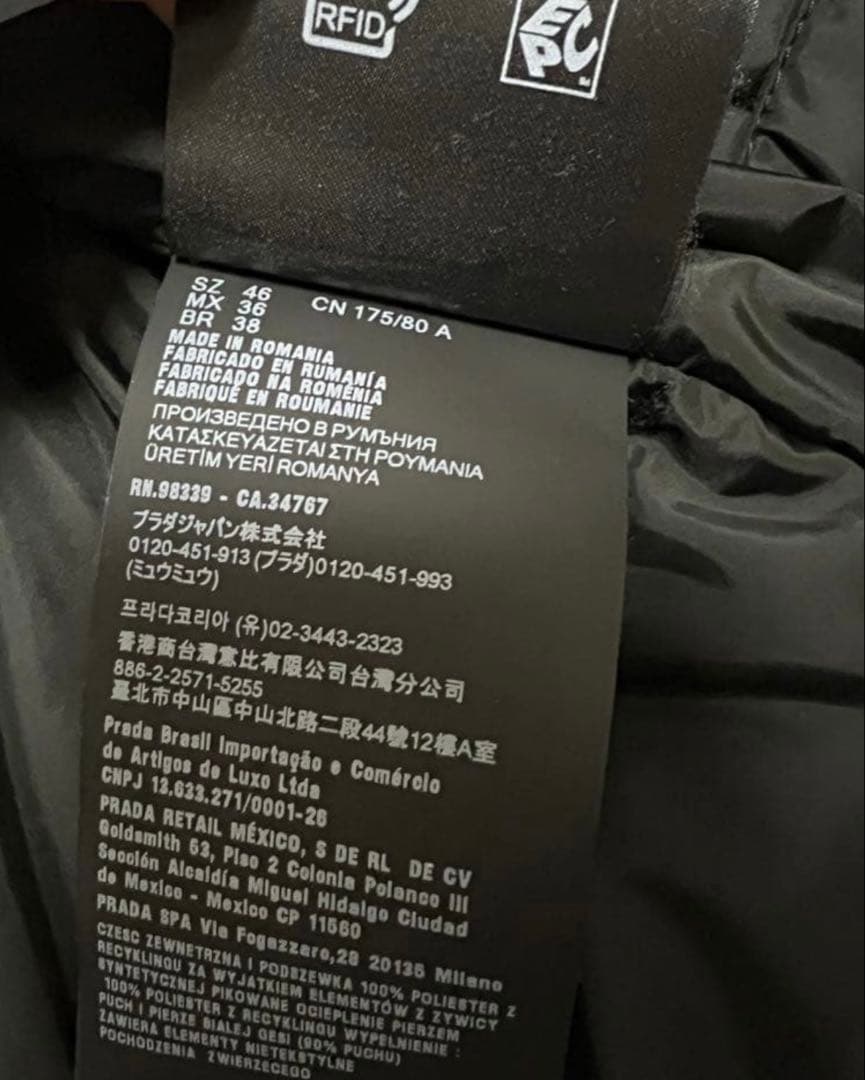 RFID
EPC
SM
SZ 46 CN 175/80 A
MX 36
BR 38
MADE IN ROMANIA
FABRICADO EN RUMANÍA
FABRICADO NA ROMÉNIA
FABRIQUÉ EN ROUMANIE
ПРОИЗВЕДЕНО В РУМЪНИЯ
ΚΑΤΑΣΚΕΥΑΖΕΤΑΙ ΣΤΗ ΡΟΥΜΑΝΙΑ
ÜRETİM YERİ ROMANYA
RN.98339 - CA.34767
プラダジャパン株式会社
0120-451-913(プラダ)0120-451-993
(ミュウミュウ)
프라다코리아 (유)02-3443-2323
香港商台灣意比有限公司台灣分公司
886-2-2571-5255
臺北市中山區中山北路二段44號12樓A室
Prada Brasil Importação e Comércio
de Artigos de Luxo Ltda
CNPJ 13.633.271/0001-26
PRADA RETAIL MÉXICO, S DE RL DE CV
Goldsmith 53, Piso 2 Colonia Polanco III
Sección Alcaldía Miguel Hidalgo Ciudad
de Mexico - Mexico CP 11560
PRADA SPA Via Fogazzaro,28 20135 Milano
CZESC ZEWNETRZNA I PODSZEWKA 100% POLIESTER Z
RECYKLINGU ZA WYJATKIEM ELEMENTÓW Z ZYWICY
SYNTETYCZNEJ PIKOWANE OCIEPLENIE PIERZEM
100% POLIESTER Z RECYKLINGU WYPEŁNIENIE :
PUCH I PIERZE BIALEJ GESI (90% PUCHU)
ZAWIERA ELEMENTY NIETEKSTYLNE
POCHODZENIA ZWIERZECEGO